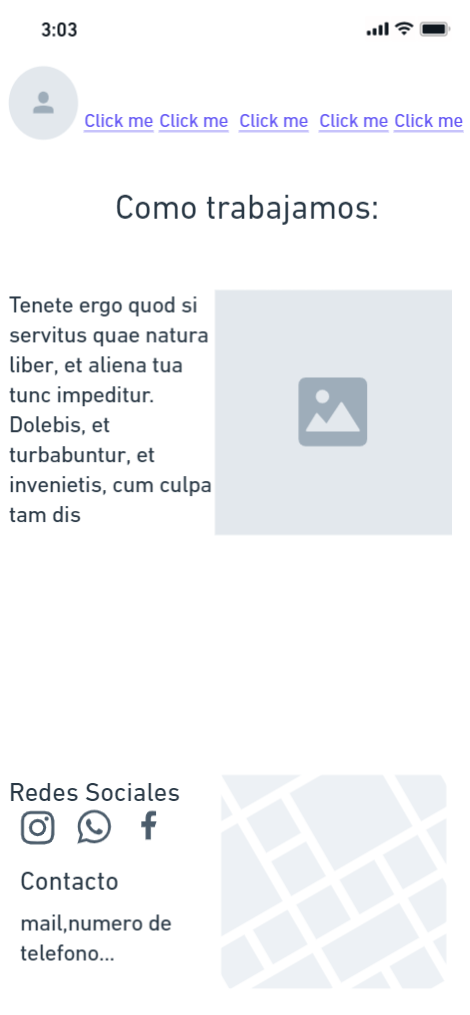 3:03
Click me Click me Click me Click me Click me
Como trabajamos:
Tenete ergo quod si
servitus quae natura
liber, et aliena tua
tunc impeditur.
Dolebis, et
turbabuntur, et
invenietis, cum culpa
tam dis
Redes Sociales
Contacto
mail,numero de
telefono...